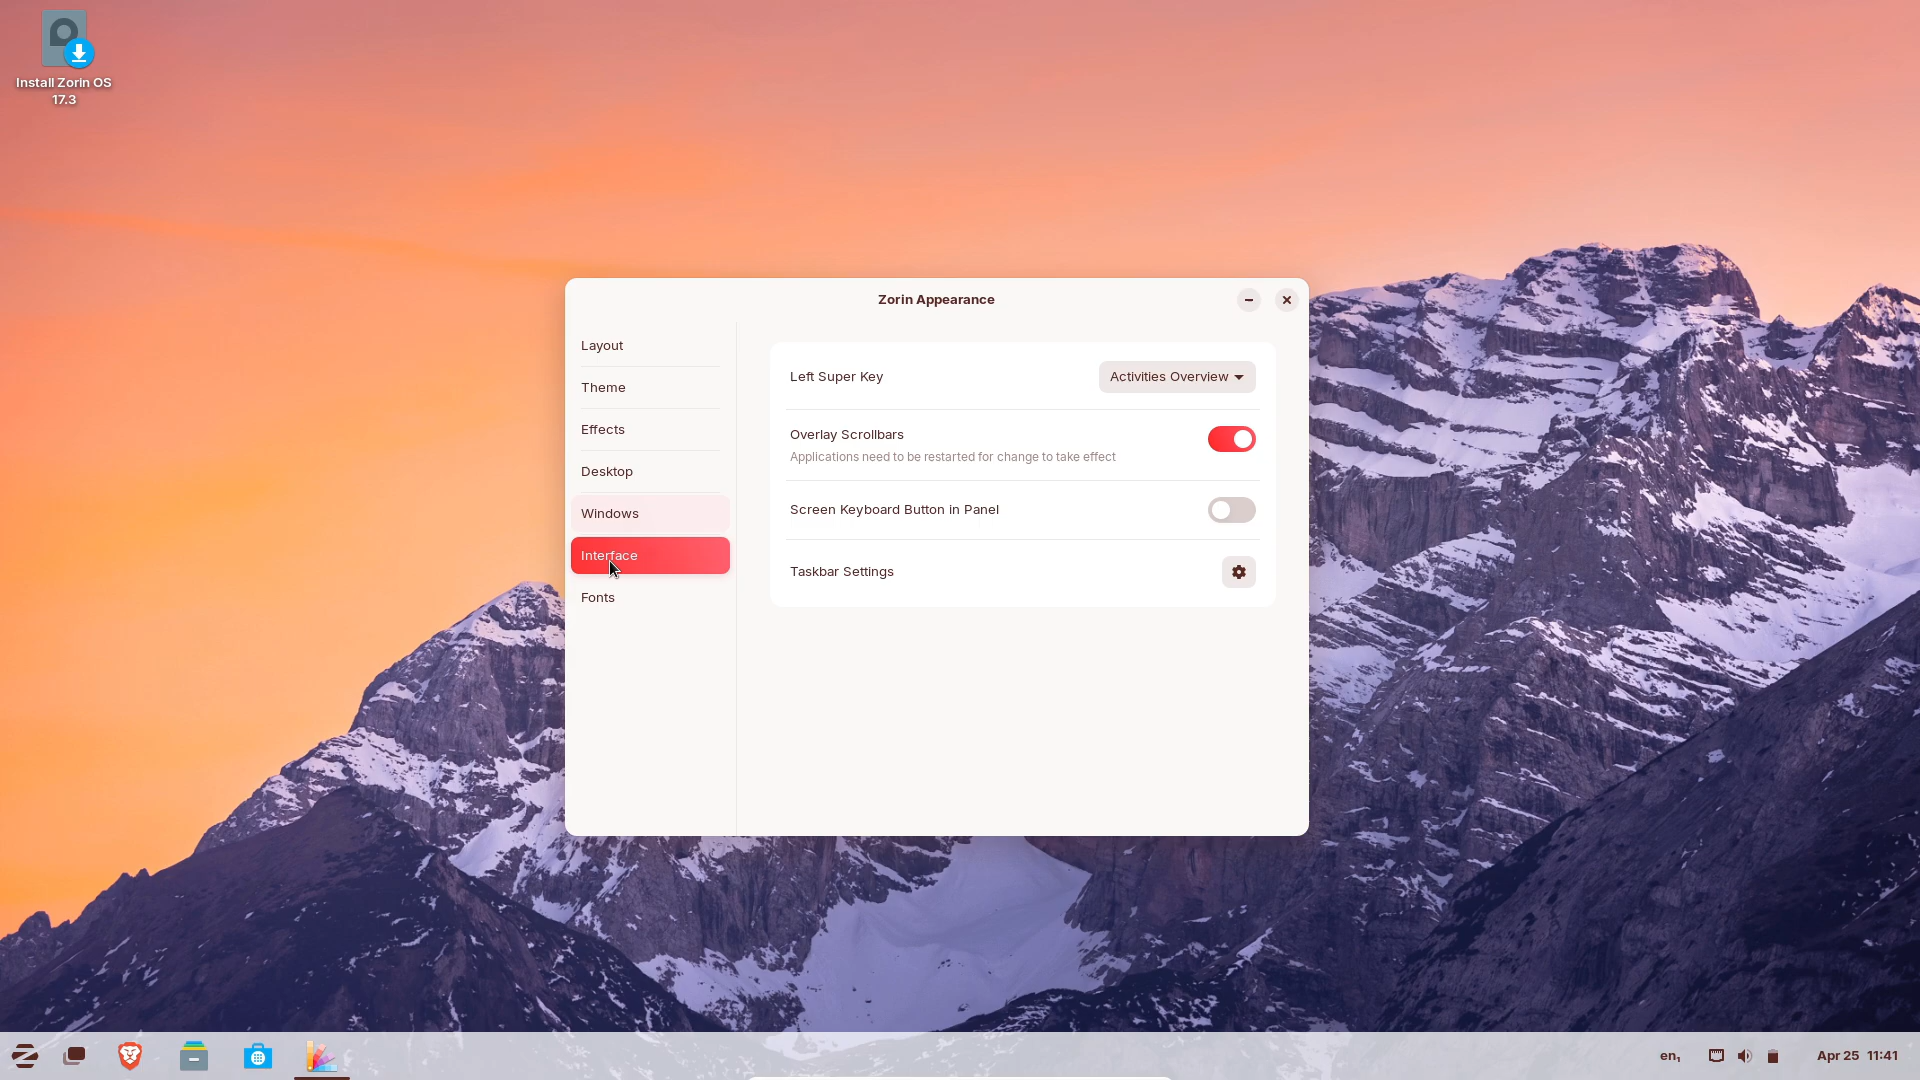 Install Zorin OS
17.3
Zorin Appearance
Layout
Theme
Effects
Desktop
Windows
Interface
Fonts
Left Super Key
Activities Overview
Overlay Scrollbars
Applications need to be restarted for change to take effect
Screen Keyboard Button in Panel
Taskbar Settings
en₁
Apr 25 11:41